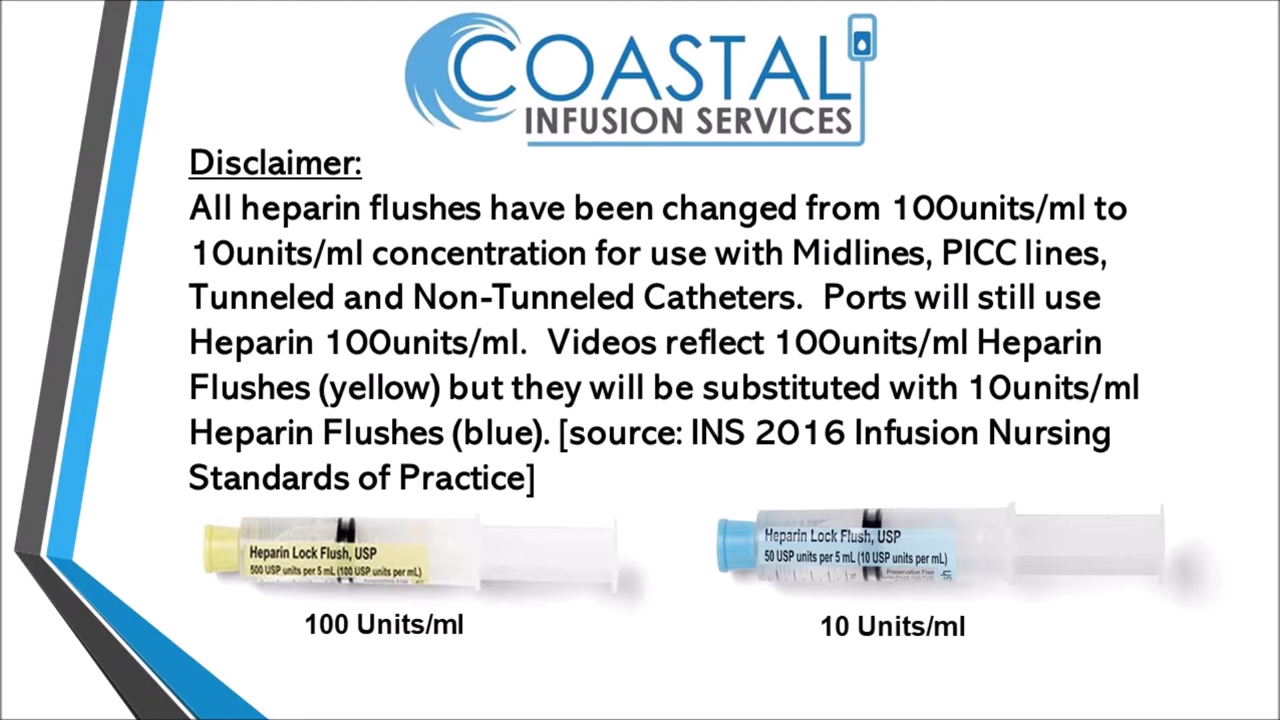 COASTAL
INFUSION SERVICES
Disclaimer:
All heparin flushes have been changed from 100units/ml to
10units/ml concentration for use with Midlines, PICC lines,
Tunneled and Non-Tunneled Catheters. Ports will still use
Heparin 100units/ml. Videos reflect 100units/ml Heparin
Flushes (yellow) but they will be substituted with 10units/ml
Heparin Flushes (blue). [source: INS 2016 Infusion Nursing
Standards of Practice]
Heparin Lock Flush, USP
500 USP units per 5 mL (100 USP units per mL)
Heparin Lock Flush, USP
50 USP units per 5 mL (10 USP units per mL)
Preservative Free
100 Units/ml
10 Units/ml